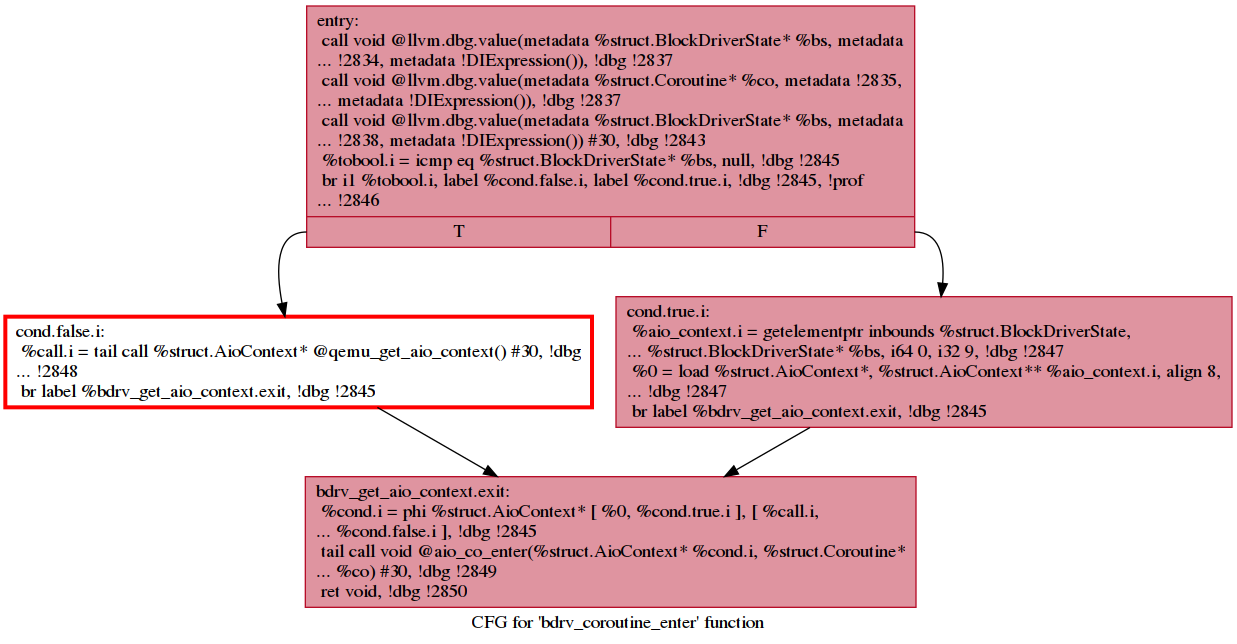 entry:
call void @llvm.dbg.value(metadata %struct.BlockDriverState* %bs, metadata
... !2834, metadata !DIExpression()), !dbg !2837
call void @llvm.dbg.value(metadata %struct.Coroutine* %co, metadata !2835,
... metadata !DIExpression()), !dbg !2837
call void @llvm.dbg.value(metadata %struct.BlockDriverState* %bs, metadata
... !2838, metadata !DIExpression()) #30, !dbg !2843
%tobool.i = icmp eq %struct.BlockDriverState* %bs, null, !dbg !2845
br i1 %tobool.i, label %cond.false.i, label %cond.true.i, !dbg !2845, !prof
... !2846
T
F
cond.false.i:
%call.i = tail call %struct.AioContext* @qemu_get_aio_context() #30, !dbg
... !2848
br label %bdrv_get_aio_context.exit, !dbg !2845
cond.true.i:
%aio_context.i = getelementptr inbounds %struct.BlockDriverState,
... %struct.BlockDriverState* %bs, i64 0, i32 9, !dbg !2847
%0 = load %struct.AioContext*, %struct.AioContext** %aio_context.i, align 8,
... !dbg !2847
br label %bdrv_get_aio_context.exit, !dbg !2845
bdrv_get_aio_context.exit:
%cond.i = phi %struct.AioContext* [ %0, %cond.true.i ], [ %call.i,
... %cond.false.i ], !dbg !2845
tail call void @aio_co_enter(%struct.AioContext* %cond.i, %struct.Coroutine*
... %co) #30, !dbg !2849
ret void, !dbg !2850
CFG for 'bdrv_coroutine_enter' function